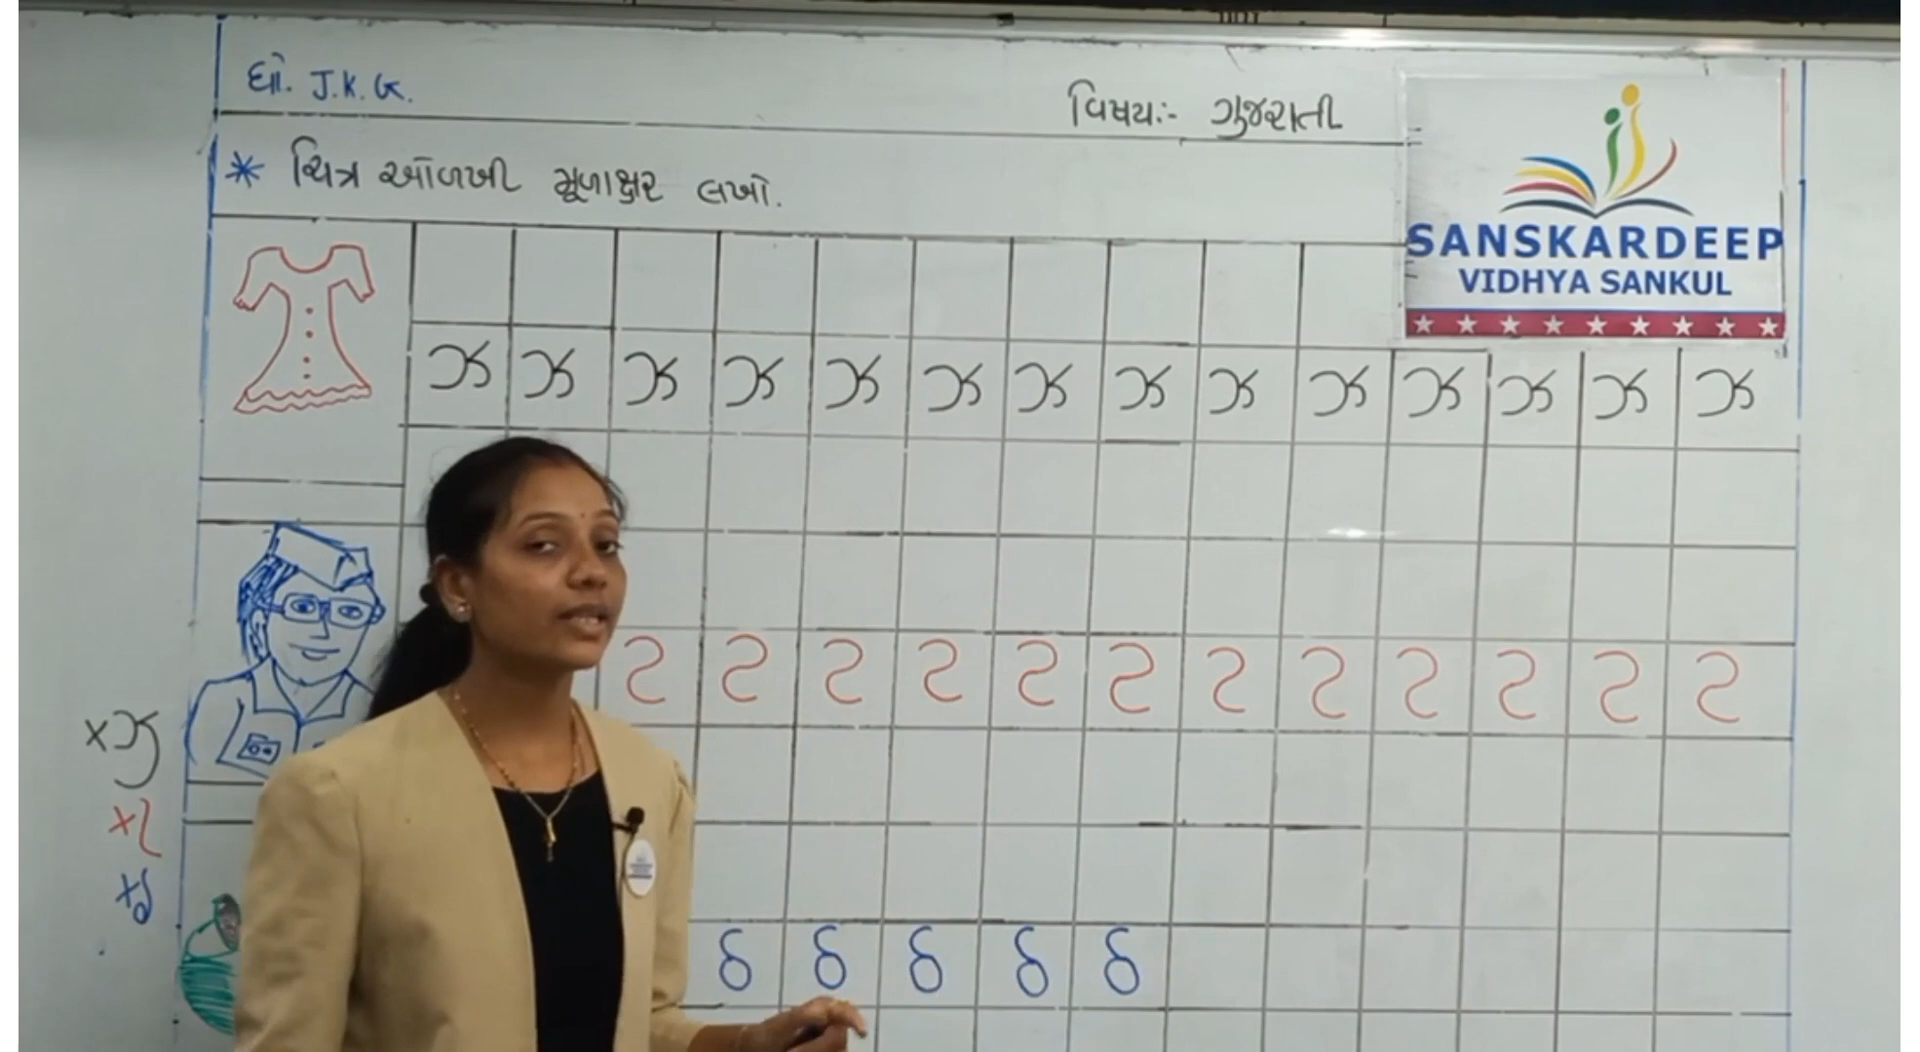 ધો. J.K.G.
વિષય:- ગુજરાતી
* ચિત્ર ઓળખી મૂળાક્ષર લખો.
SANSKARDEEP
VIDHYA SANKUL
ઝ ઝ ઝ ઝ ઝ ઝ ઝ ઝ ઝ ઝ ઝ ઝ ઝ ઝ
ટ ટ ટ ટ ટ ટ ટ ટ ટ ટ ટ ટ
ઠ ઠ ઠ ઠ ઠ